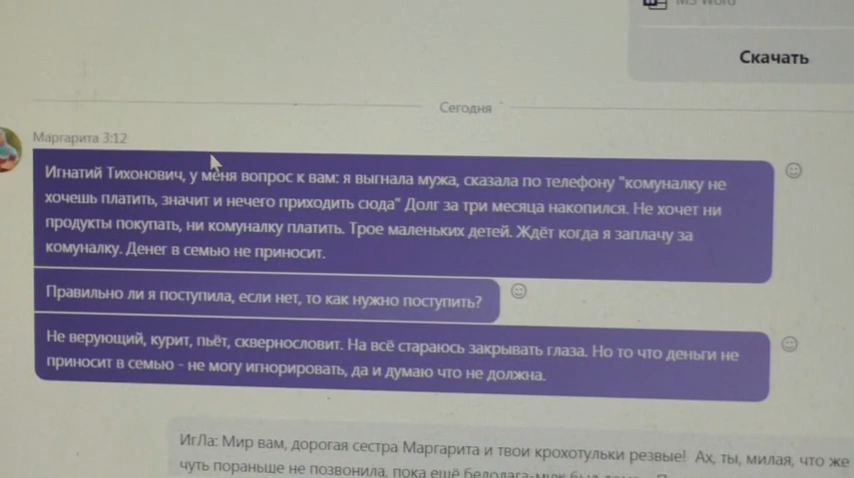 MS Word
Скачать
Сегодня
Маргарита 3:12
Игнатий Тихонович, у меня вопрос к вам: я выгнала мужа, сказала по телефону "комуналку не
хочешь платить, значит и нечего приходить сюда" Долг за три месяца накопился. Не хочет ни
продукты покупать, ни комуналку платить. Трое маленьких детей. Ждёт когда я заплачу за
комуналку. Денег в семью не приносит.
Правильно ли я поступила, если нет, то как нужно поступить?
Не верующий, курит, пьёт, сквернословит. На всё стараюсь закрывать глаза. Но то что деньги не
приносит в семью - не могу игнорировать, да и думаю что не должна.
ИгЛа: Мир вам, дорогая сестра Маргарита и твои крохотульки резвые! Ах, ты, милая, что же
чуть пораньше не позвонила, пока ещё бедолага-муж был